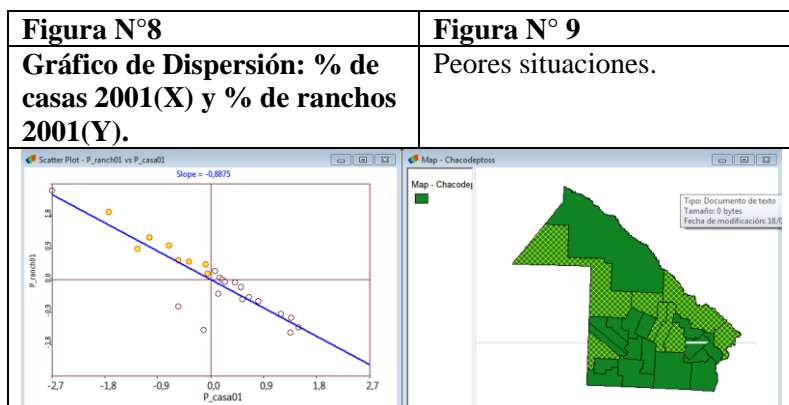 Figura N°8
Figura N° 9
Gráfico de Dispersión: % de
casas 2001(X) y % de ranchos
2001(Y).
Peores situaciones.
Scatter Plot - P_ranch01 vs P_casa01
Slope = -0,8875
1,8
0,9
0,0
-0,9
-1,8
P_ranch01
-2,7 -1,8 -0,9 0,0 0,9 1,8 2,7
P_casa01
Map - Chacodeptoss
Map - Chacodep
Tipo: Documento de texto
Tamaño: 0 bytes
Fecha de modificación: 18/0